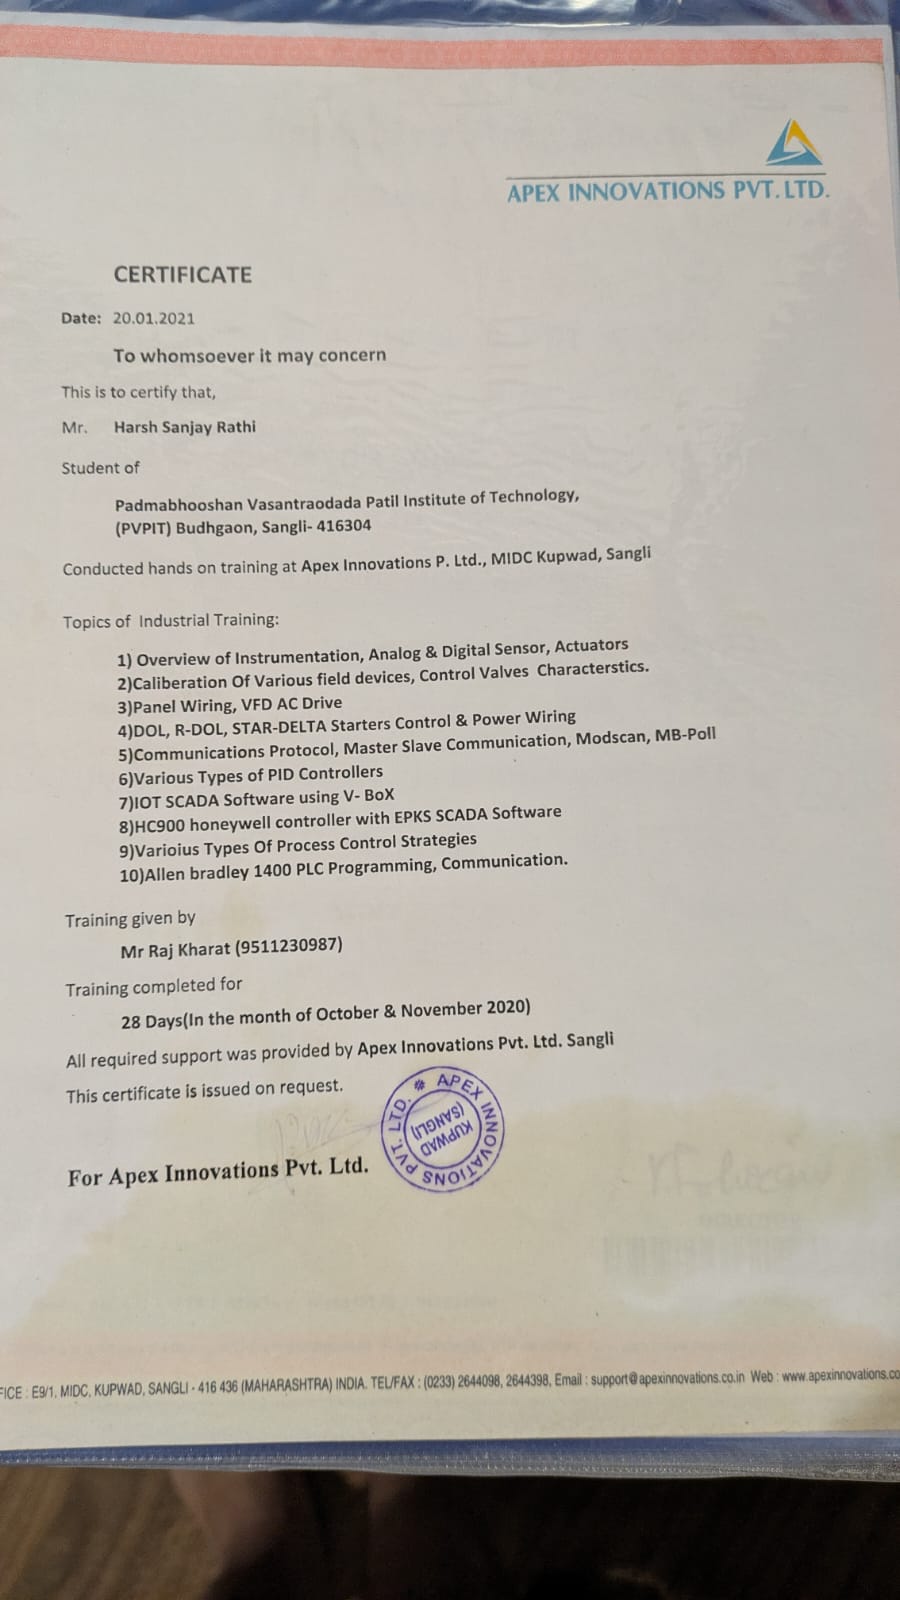 APEX INNOVATIONS PVT.LTD.
CERTIFICATE
Date: 20.01.2021
To whomsoever it may concern
This is to certify that,
Mr. Harsh Sanjay Rathi
Student of
Padmabhooshan Vasantraodada Patil Institute of Technology,
(PVPIT) Budhgaon, Sangli- 416304
Conducted hands on training at Apex Innovations P. Ltd., MIDC Kupwad, Sangli
Topics of Industrial Training:
1) Overview of Instrumentation, Analog & Digital Sensor, Actuators
2)Caliberation Of Various field devices, Control Valves Characterstics.
3)Panel Wiring, VFD AC Drive
4)DOL, R-DOL, STAR-DELTA Starters Control & Power Wiring
5)Communications Protocol, Master Slave Communication, Modscan, MB-Poll
6)Various Types of PID Controllers
7)IOT SCADA Software using V- BoX
8)HC900 honeywell controller with EPKS SCADA Software
9)Varioius Types Of Process Control Strategies
10)Allen bradley 1400 PLC Programming, Communication.
Training given by
Mr Raj Kharat (9511230987)
Training completed for
28 Days(In the month of October & November 2020)
All required support was provided by Apex Innovations Pvt. Ltd. Sangli
This certificate is issued on request.
APEX INNOVATIONS PVT. LTD.
KUPWAD
(SANGLI)
For Apex Innovations Pvt. Ltd.
FICE : E9/1, MIDC, KUPWAD, SANGLI - 416 436 (MAHARASHTRA) INDIA. TEL/FAX : (0233) 2644098, 2644398, Email : support@apexinnovations.co.in Web : www.apexinnovations.co